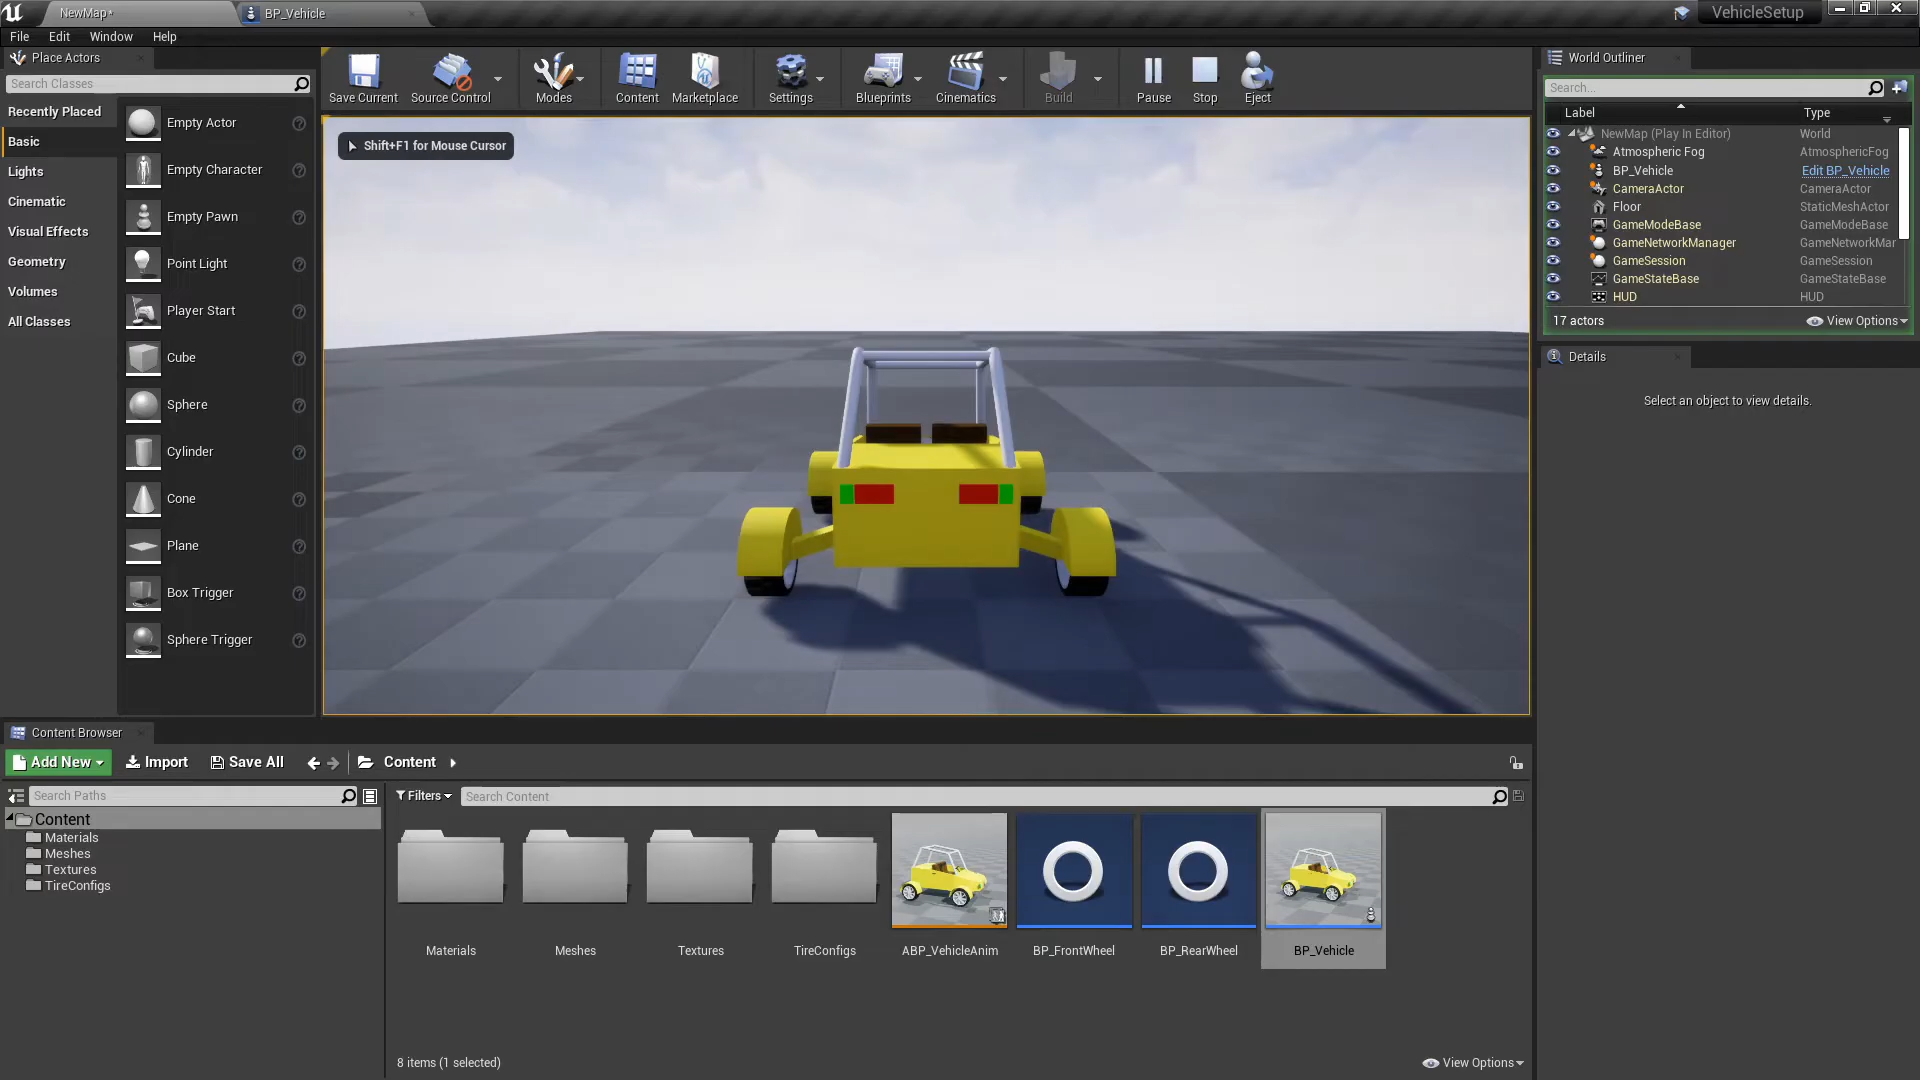 NewMap*
BP_Vehicle
VehicleSetup
File Edit Window Help
Place Actors
Search Classes
Recently Placed
Basic
Lights
Cinematic
Visual Effects
Geometry
Volumes
All Classes
Empty Actor
Empty Character
Empty Pawn
Point Light
Player Start
Cube
Sphere
Cylinder
Cone
Plane
Box Trigger
Sphere Trigger
Save Current
Source Control
Modes
Content
Marketplace
Settings
Blueprints
Cinematics
Build
Pause
Stop
Eject
Shift+F1 for Mouse Cursor
World Outliner
Search...
Label Type
NewMap (Play In Editor) World
Atmospheric Fog AtmosphericFog
BP_Vehicle Edit BP_Vehicle
CameraActor CameraActor
Floor StaticMeshActor
GameModeBase GameModeBase
GameNetworkManager GameNetworkMar
GameSession GameSession
GameStateBase GameStateBase
HUD HUD
17 actors View Options
Details
Select an object to view details.
Content Browser
Add New Import Save All Content
Search Paths
Content
Materials
Meshes
Textures
TireConfigs
Filters Search Content
Materials
Meshes
Textures
TireConfigs
ABP_VehicleAnim
BP_FrontWheel
BP_RearWheel
BP_Vehicle
8 items (1 selected) View Options